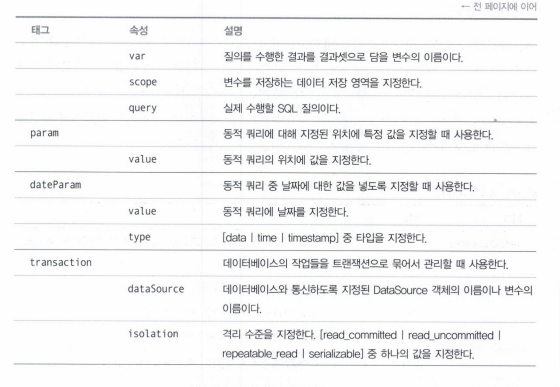 ← 전 페이지에 이어
태그 속성 설명
var 질의를 수행한 결과를 결과셋으로 담을 변수의 이름이다.
scope 변수를 저장하는 데이터 저장 영역을 지정한다.
query 실제 수행할 SQL 질의이다.
param 동적 쿼리에 대해 지정된 위치에 특정 값을 지정할 때 사용한다.
value 동적 쿼리의 위치에 값을 지정한다.
dateParam 동적 쿼리 중 날짜에 대한 값을 넣도록 지정할 때 사용한다.
value 동적 쿼리에 날짜를 지정한다.
type [data | time | timestamp] 중 타입을 지정한다.
transaction 데이터베이스의 작업들을 트랜잭션으로 묶어서 관리할 때 사용한다.
dataSource 데이터베이스와 통신하도록 지정된 DataSource 객체의 이름이나 변수의
이름이다.
isolation 격리 수준을 지정한다. [read_committed | read_uncommitted |
repeatable_read | serializable] 중 하나의 값을 지정한다.